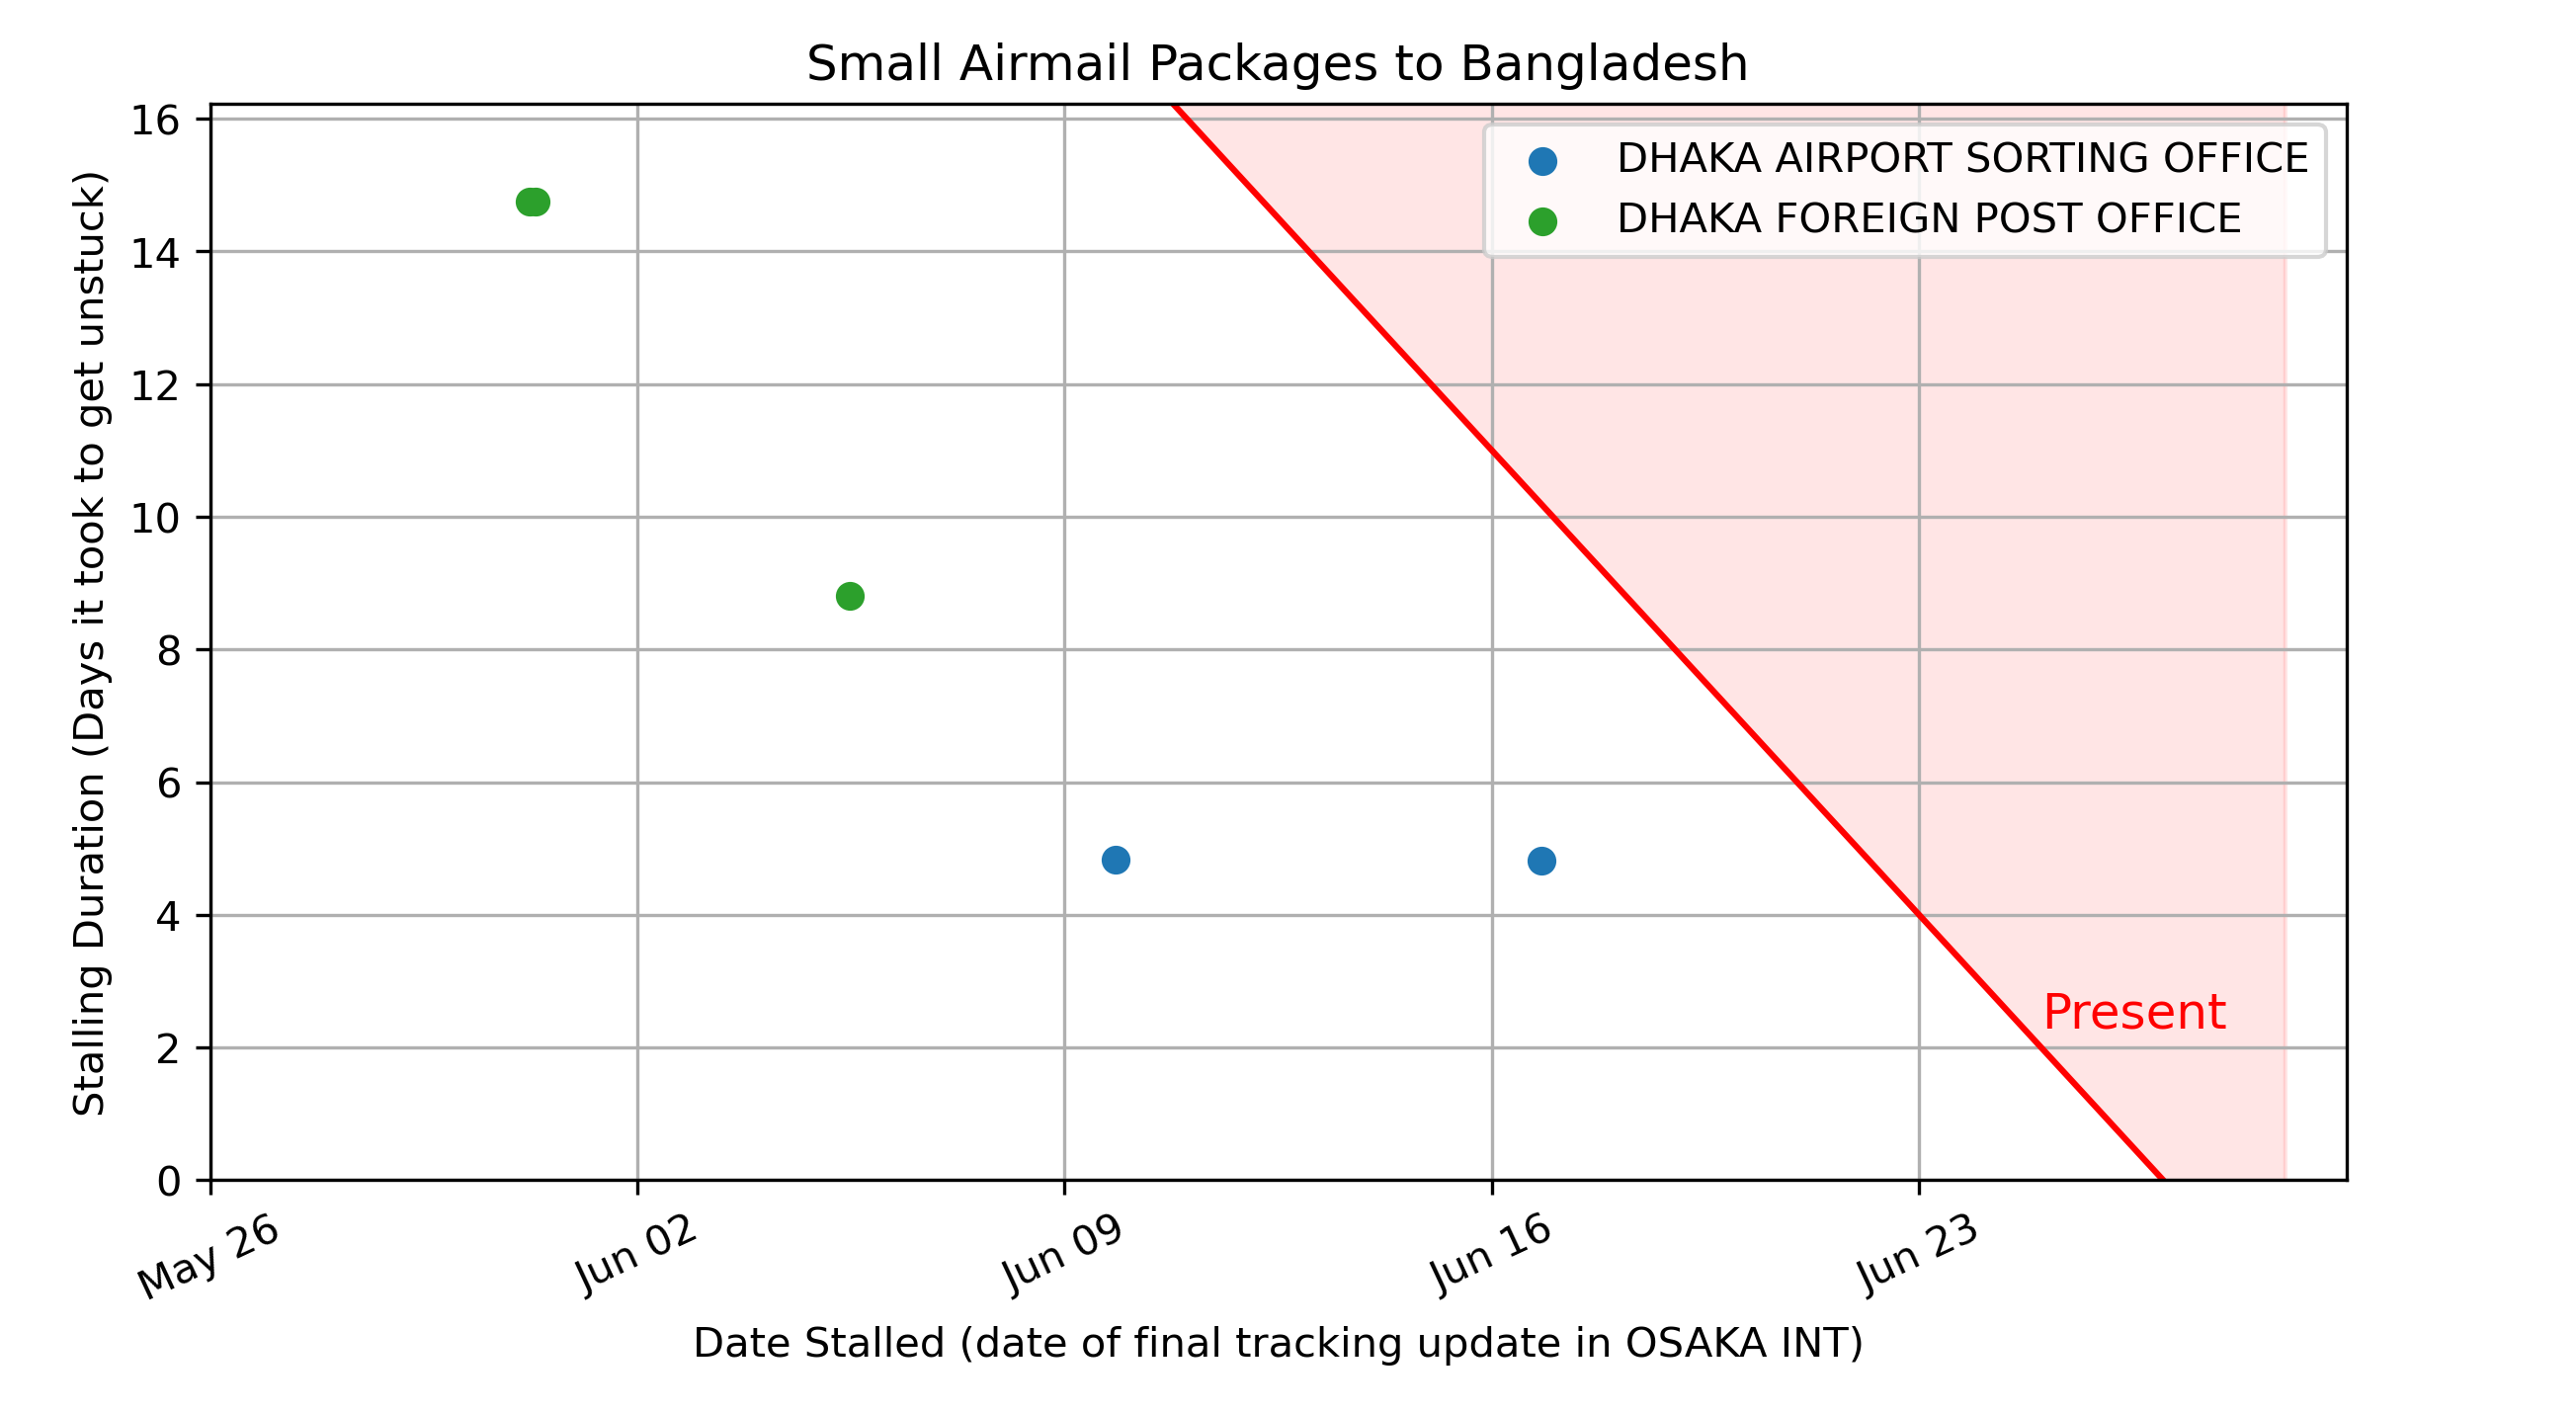 Small Airmail Packages to Bangladesh
Stalling Duration (Days it took to get unstuck)
16
14
12
10
8
6
4
2
0
DHAKA AIRPORT SORTING OFFICE
DHAKA FOREIGN POST OFFICE
Present
May 26
Jun 02
Jun 09
Jun 16
Jun 23
Date Stalled (date of final tracking update in OSAKA INT)